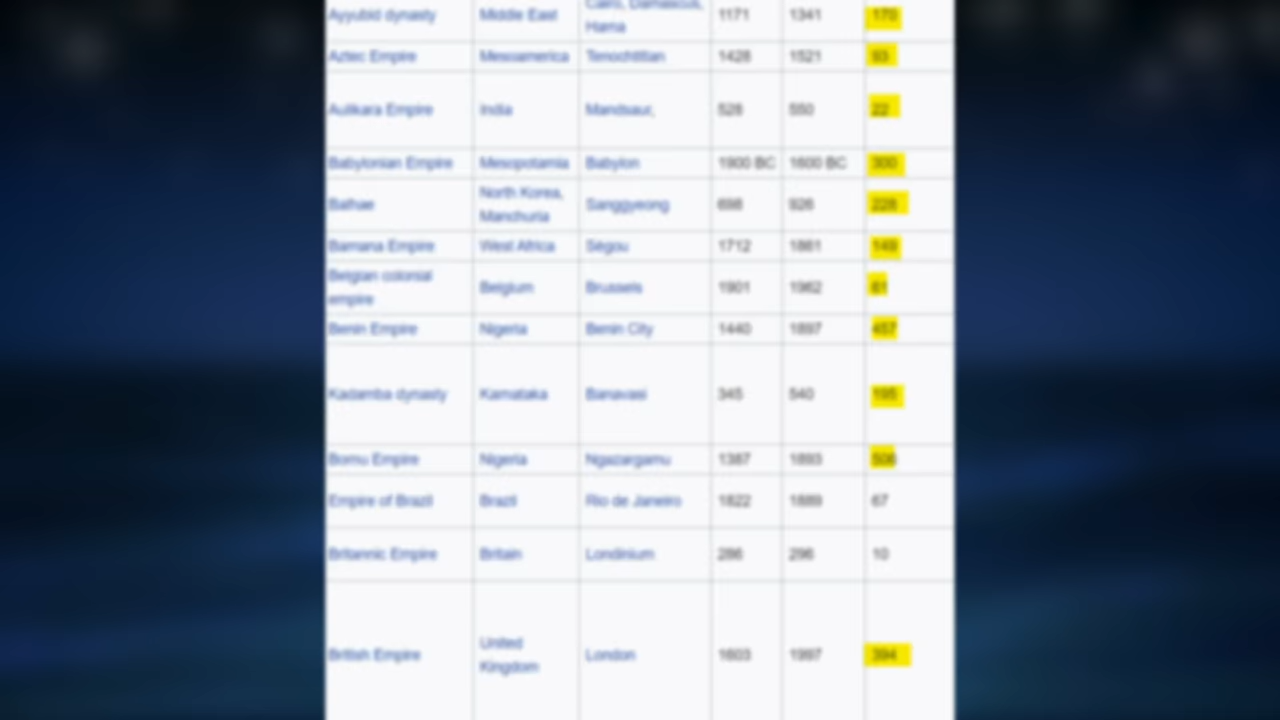 Cairo, Damascus,
Ayyubid dynasty Middle East Hama 1171 1341 170
Aztec Empire Mesoamerica Tenochtitlan 1428 1521 93
Aulikara Empire India Mandsaur, 528 550 22
Babylonian Empire Mesopotamia Babylon 1900 BC 1600 BC 300
Balhae North Korea, Manchuria Sanggyeong 698 926 228
Bamana Empire West Africa Ségou 1712 1861 149
Belgian colonial empire Belgium Brussels 1901 1962 61
Benin Empire Nigeria Benin City 1440 1897 457
Kadamba dynasty Karnataka Banavasi 345 540 195
Bornu Empire Nigeria Ngazargamu 1387 1893 506
Empire of Brazil Brazil Rio de Janeiro 1822 1889 67
Britannic Empire Britain Londinium 286 296 10
British Empire United Kingdom London 1603 1997 394